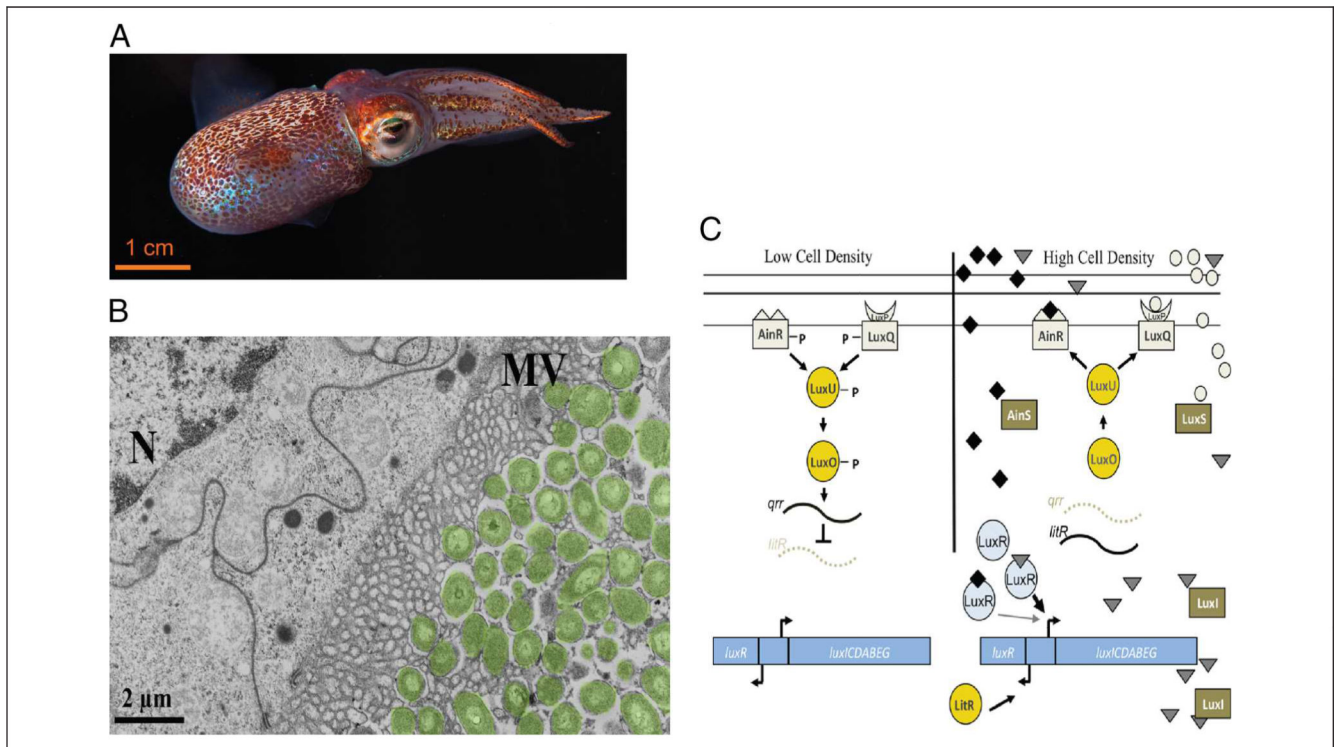 A
1 cm
B
N
MV
2 µm
C
Low Cell Density
High Cell Density
AinR
P
P
LuxP
LuxQ
LuxU
P
LuxO
P
qrr
litR
luxR
luxICDABEG
AinR
LuxP
LuxQ
LuxU
AinS
LuxS
LuxO
qrr
litR
LuxR
LuxR
LuxR
LuxI
luxR
luxICDABEG
LitR
LuxI